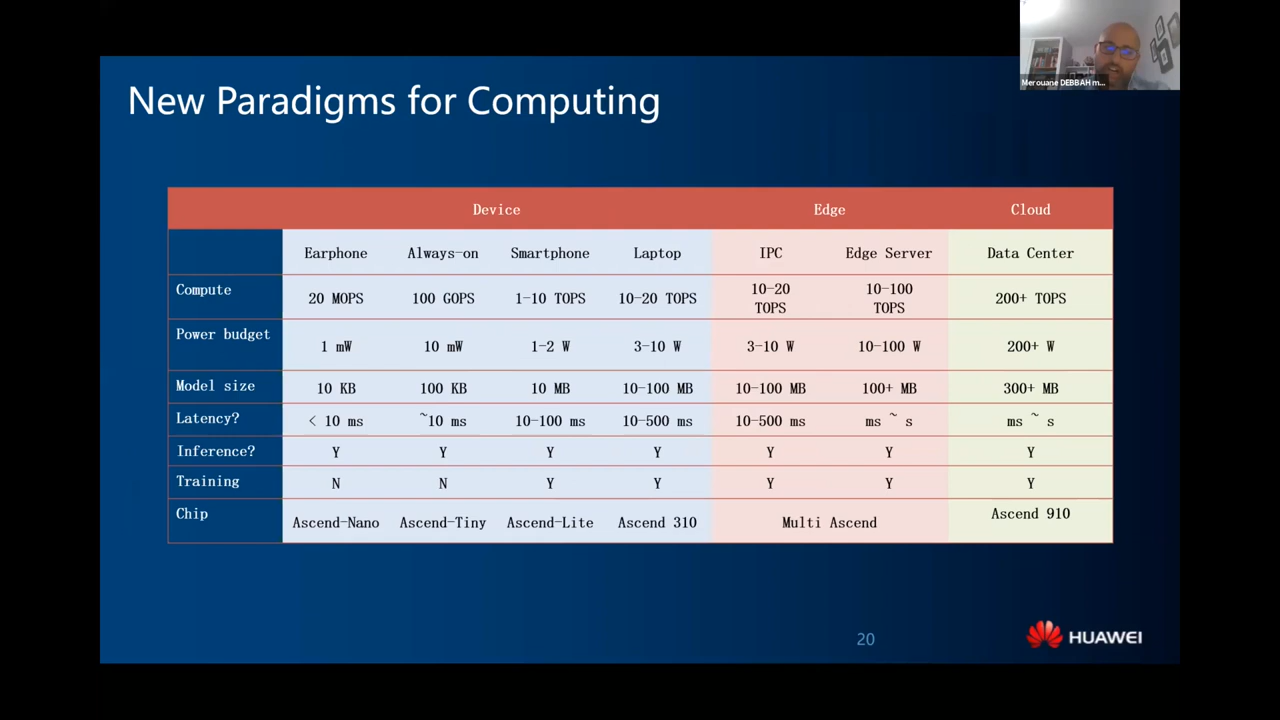 Merouane DEBBAH m...
New Paradigms for Computing
Device Edge Cloud
Earphone Always-on Smartphone Laptop IPC Edge Server Data Center
Compute 20 MOPS 100 GOPS 1-10 TOPS 10-20 TOPS 10-20 TOPS 10-100 TOPS 200+ TOPS
Power budget 1 mW 10 mW 1-2 W 3-10 W 3-10 W 10-100 W 200+ W
Model size 10 KB 100 KB 10 MB 10-100 MB 10-100 MB 100+ MB 300+ MB
Latency? < 10 ms ~10 ms 10-100 ms 10-500 ms 10-500 ms ms ~ s ms ~ s
Inference? Y Y Y Y Y Y Y
Training N N Y Y Y Y Y
Chip Ascend-Nano Ascend-Tiny Ascend-Lite Ascend 310 Multi Ascend Ascend 910
20
HUAWEI